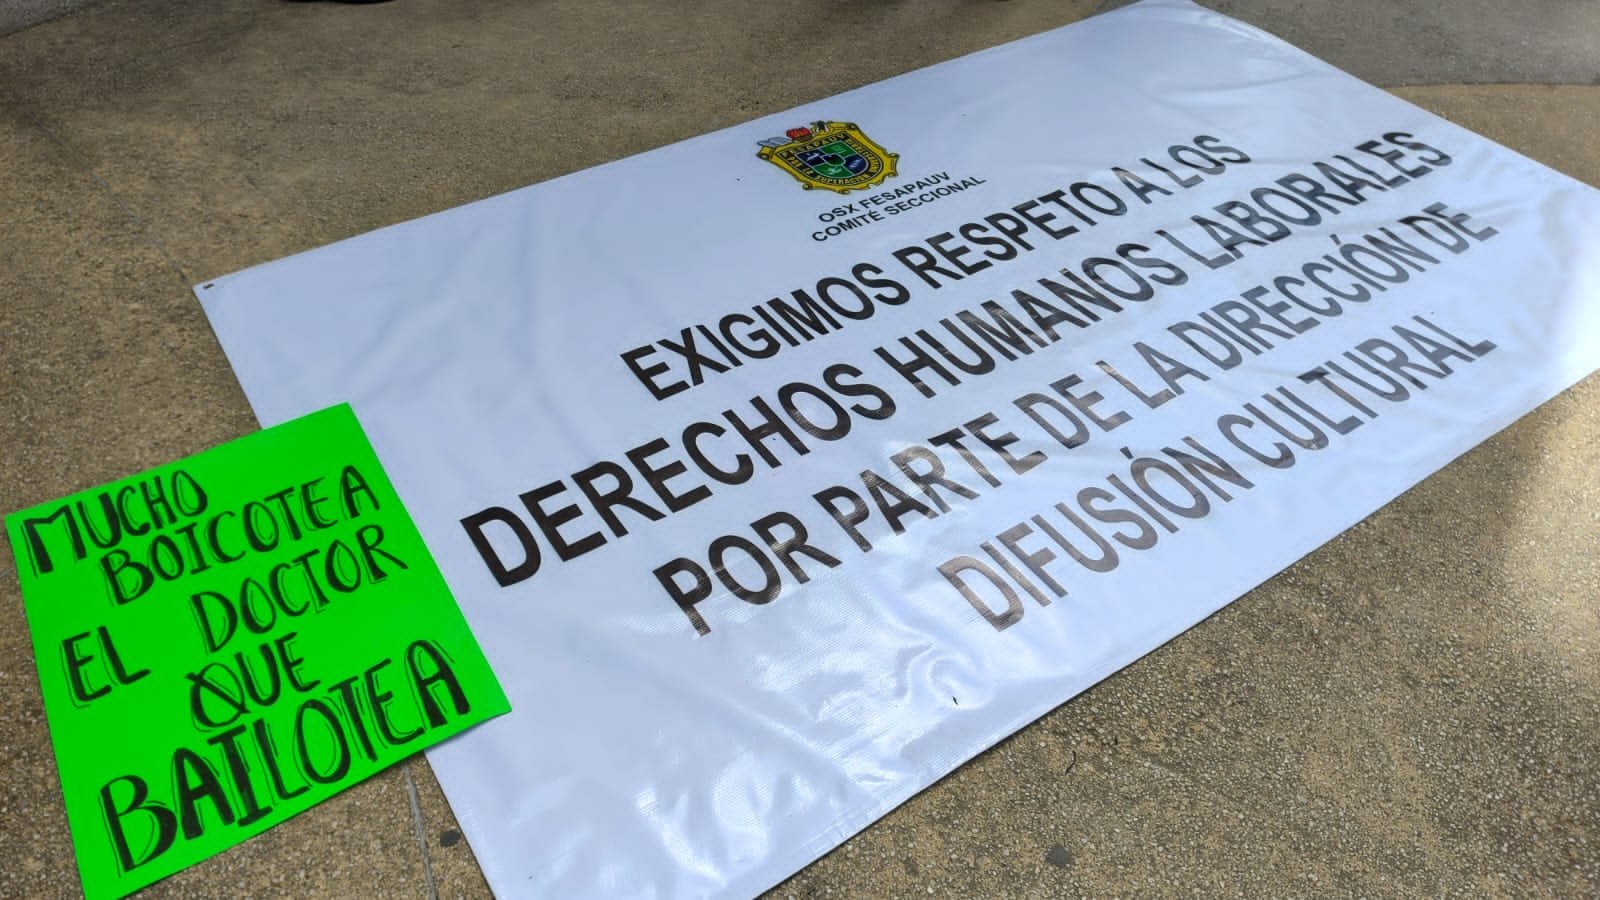 FESAPAUV
OSX FESAPAUV
COMITÉ SECCIONAL
EXIGIMOS RESPETO A LOS
DERECHOS HUMANOS LABORALES
POR PARTE DE LA DIRECCIÓN DE
DIFUSIÓN CULTURAL
MUCHO
BOICOTEA
EL DOCTOR
QUE
BAILOTEA